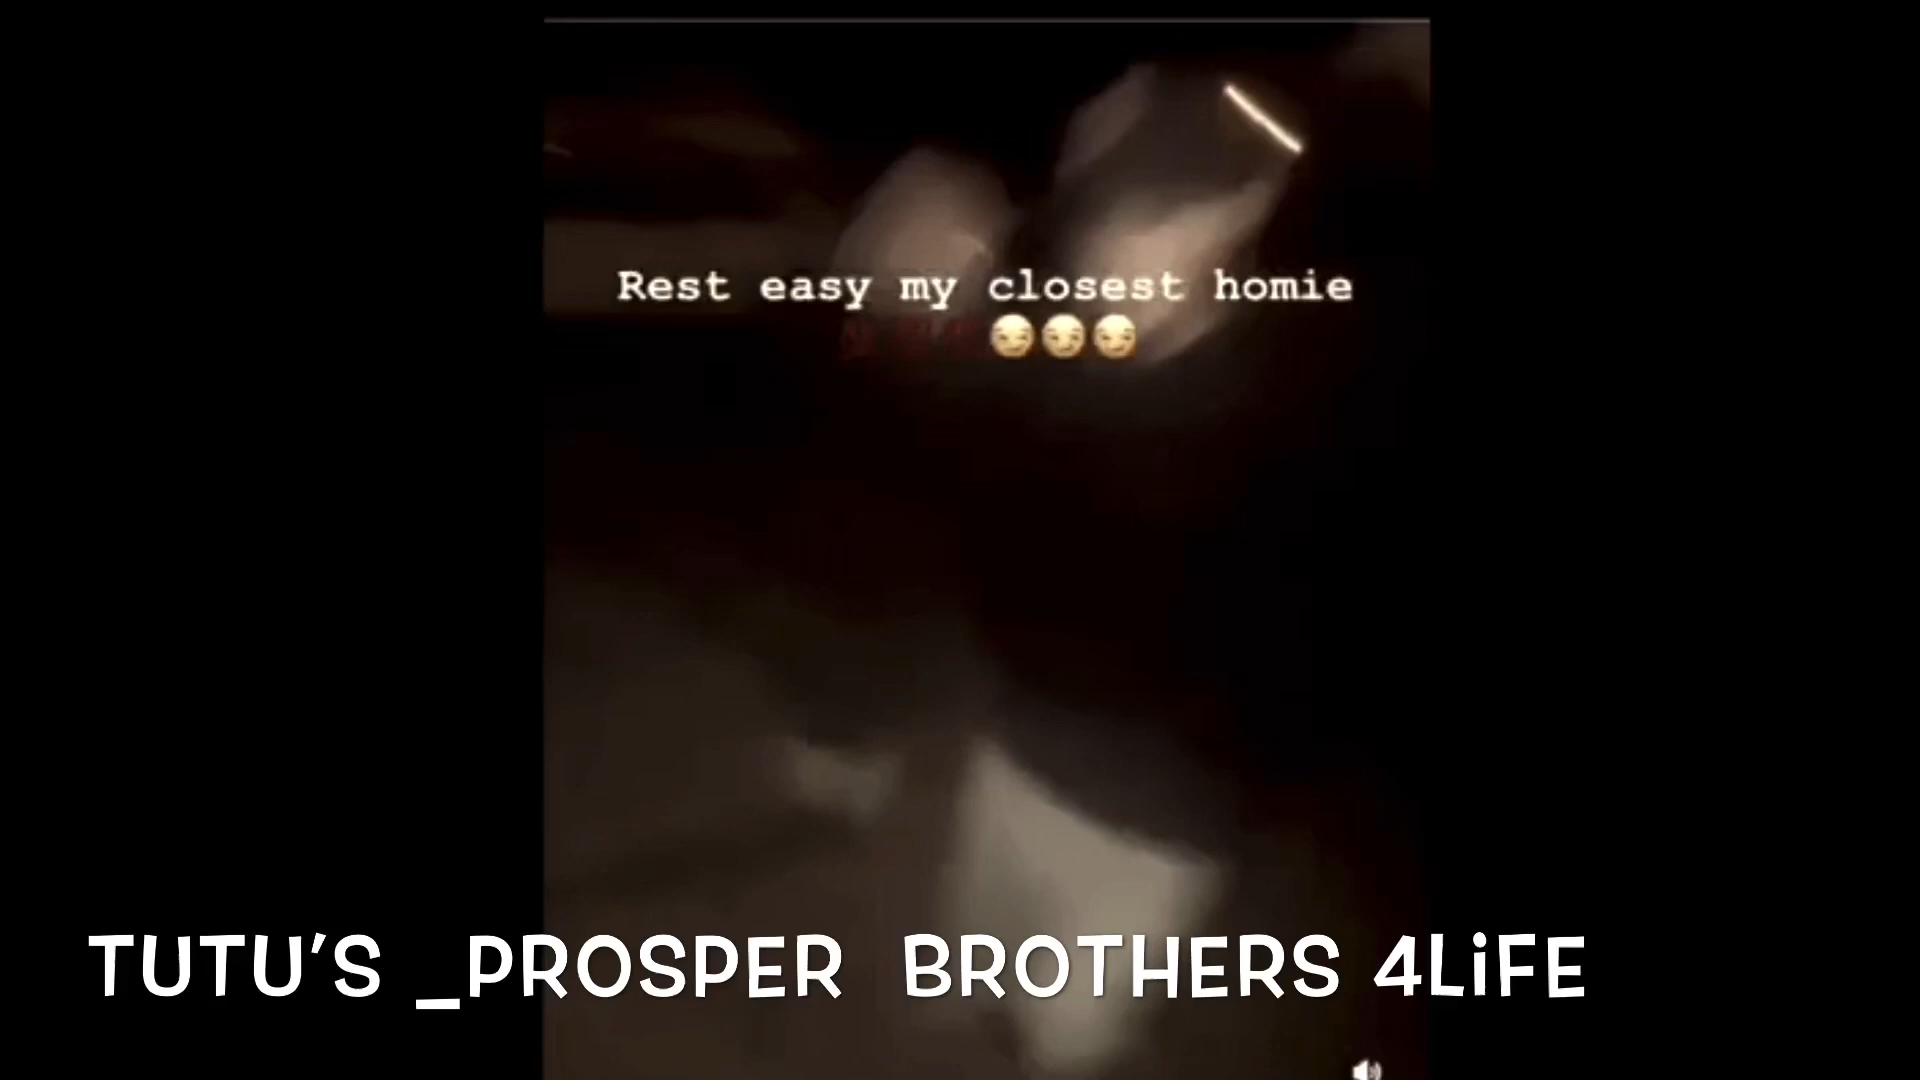 Rest easy my closest homie
💯💯💯😏😏😏
TUTU'S _PROSPER BROTHERS 4LiFE